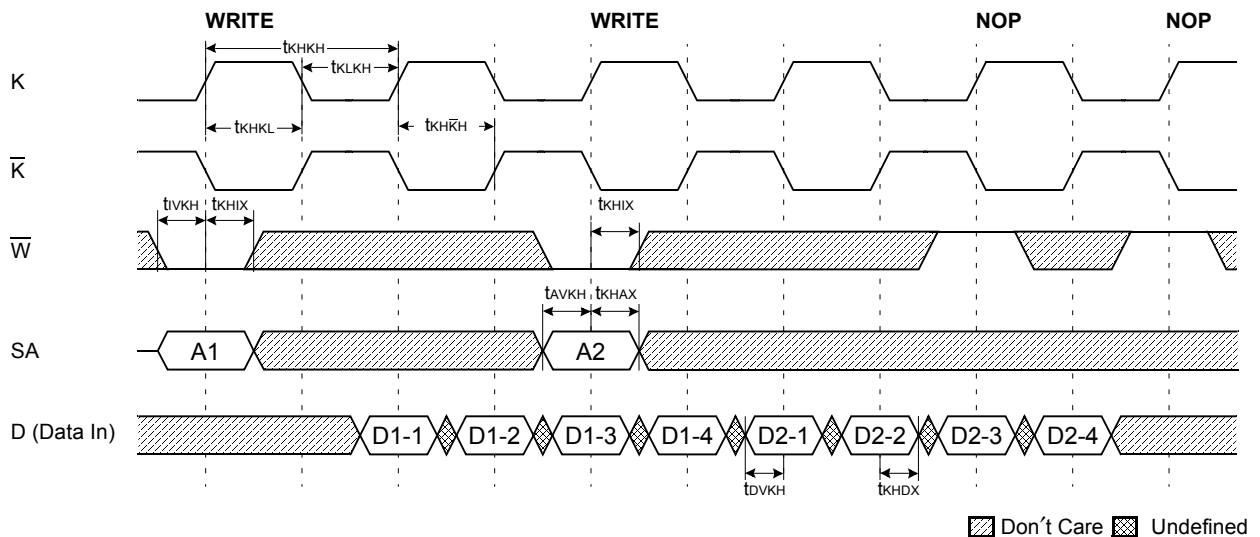 WRITE WRITE NOP NOP
tKHKH
tKLKH
K
tKHKL tKHK̅H
K̅
tIVKH tKHIX tKHIX
W̅
tAVKH tKHAX
SA A1 A2
D (Data In) D1-1 D1-2 D1-3 D1-4 D2-1 D2-2 D2-3 D2-4
tDVKH tKHDX
Don′t Care Undefined